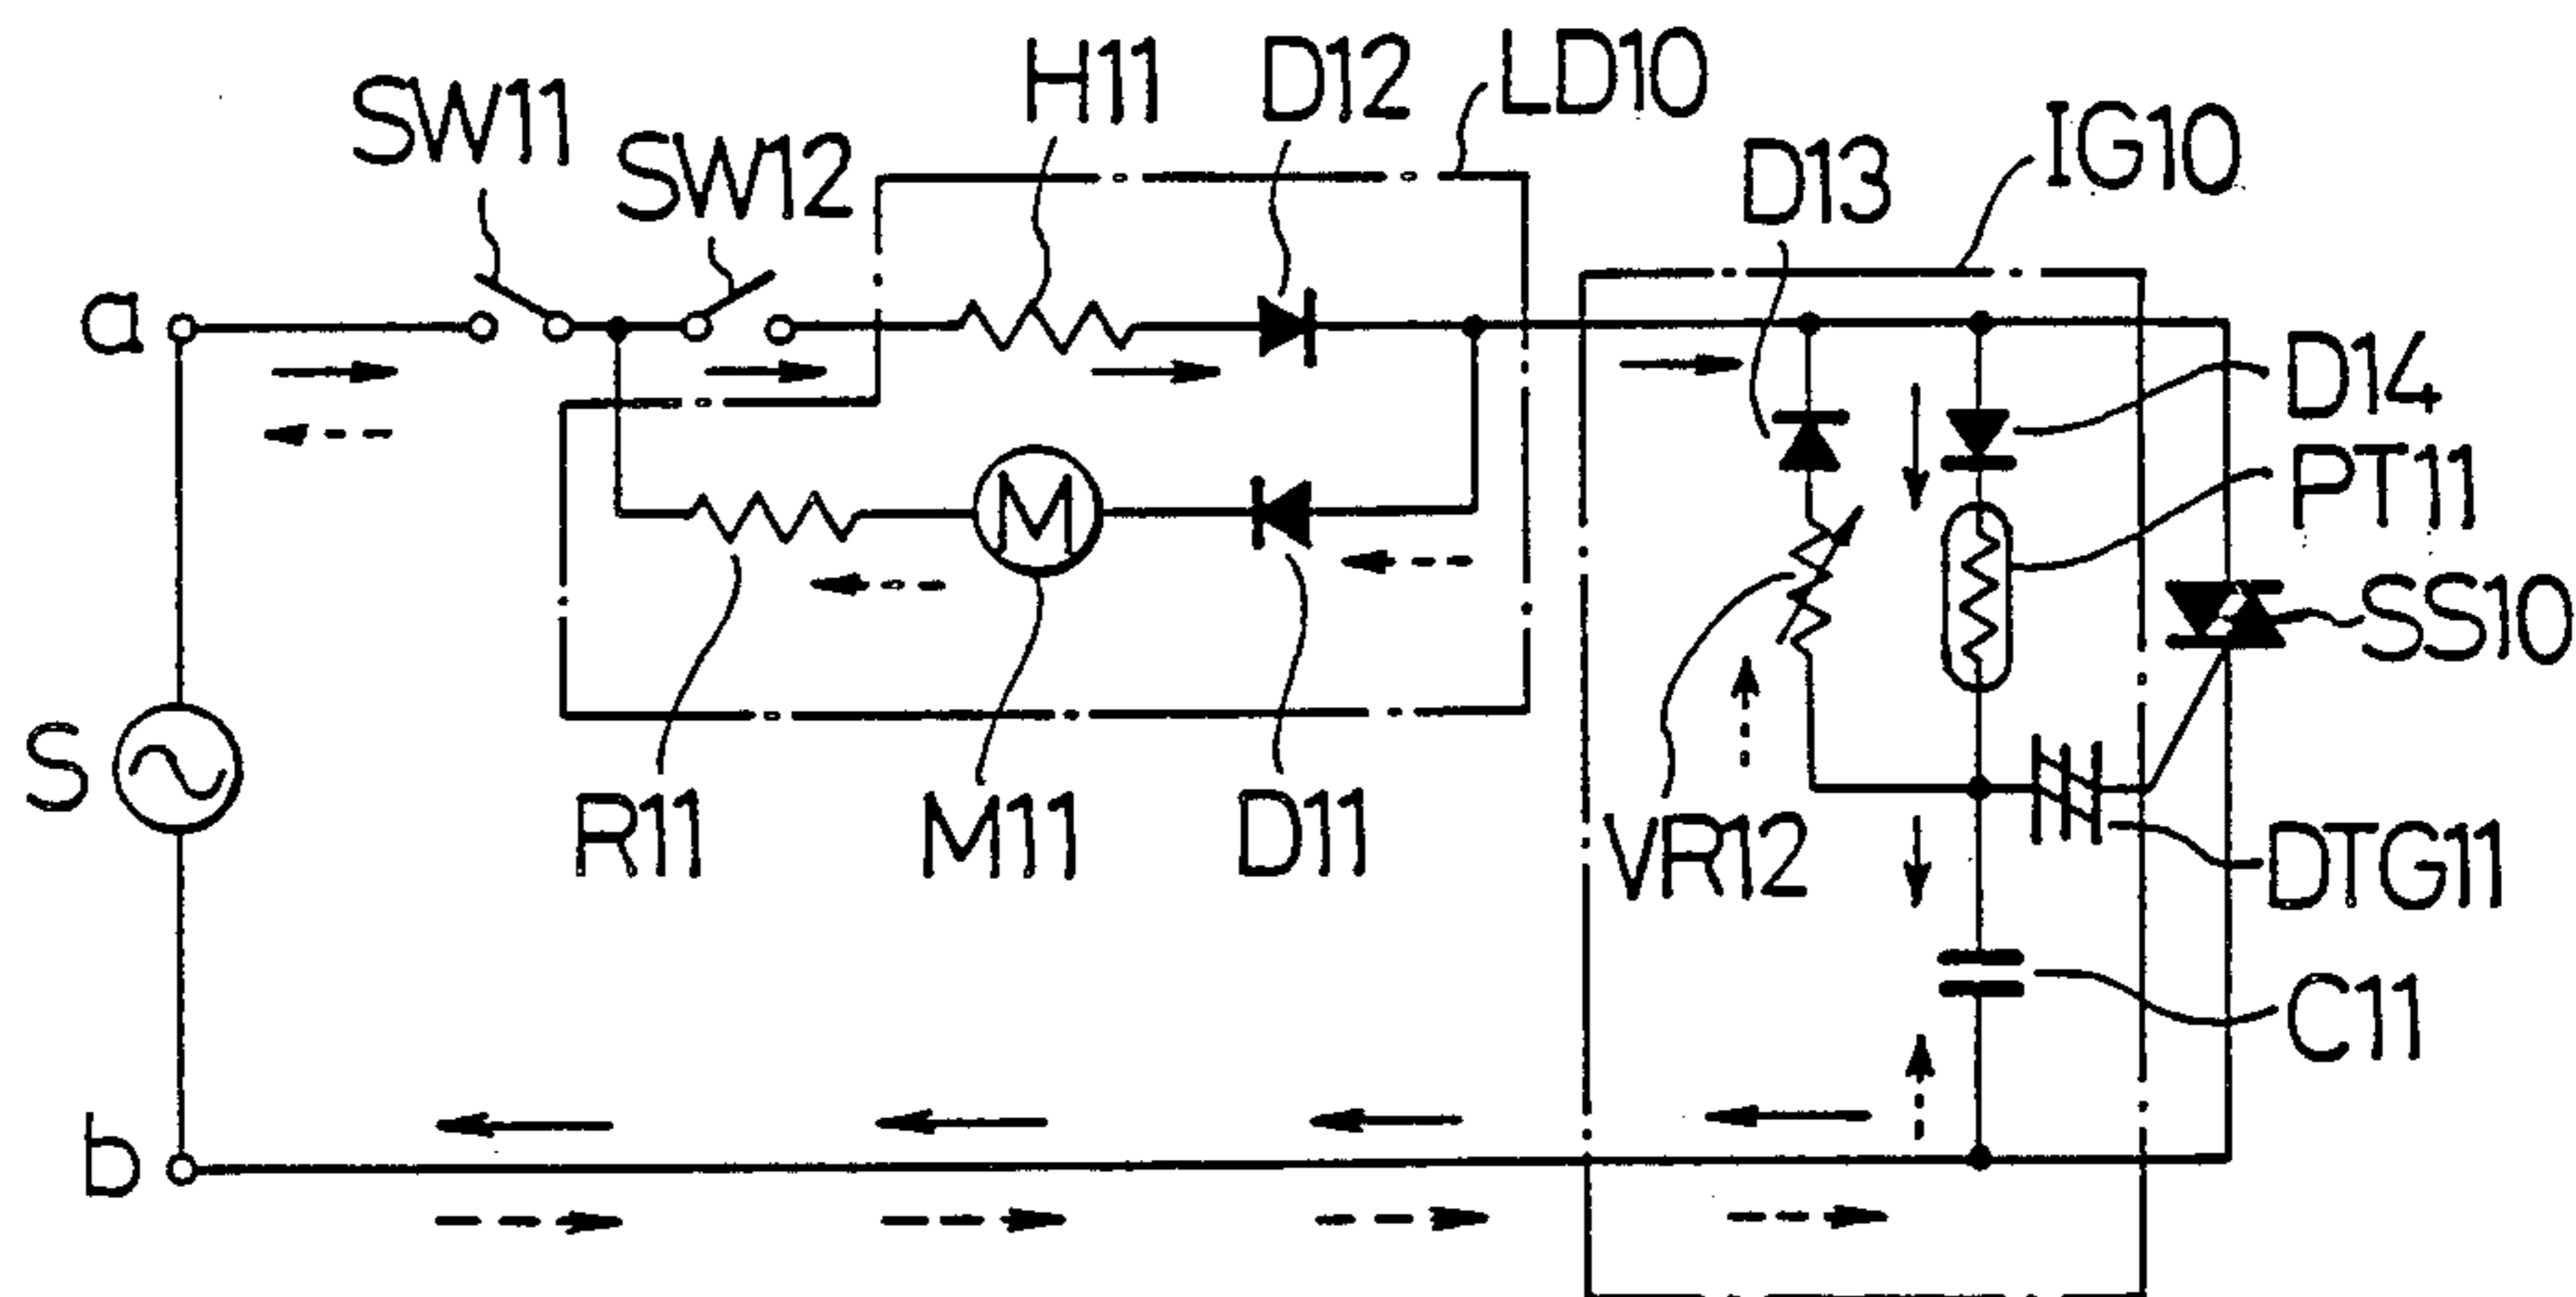 SW11
SW12
H11
D12
LD10
D13
IG10
a
D14
PT11
M
SS10
S
R11
M11
D11
VR12
DTG11
C11
b